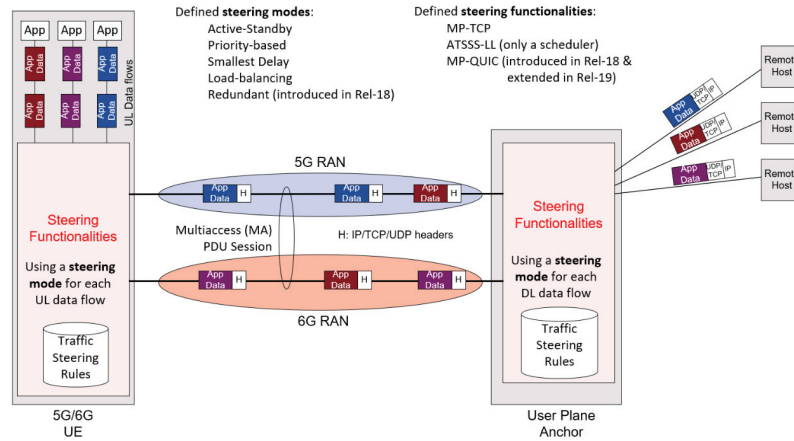 App
App
App
App Data
App Data
App Data
App Data
App Data
App Data
UL Data flows
Defined steering modes:
Active-Standby
Priority-based
Smallest Delay
Load-balancing
Redundant (introduced in Rel-18)
Defined steering functionalities:
MP-TCP
ATSSS-LL (only a scheduler)
MP-QUIC (introduced in Rel-18 &
extended in Rel-19)
Remote
Host
App Data UDP/TCP /IP
Remote
Host
App Data UDP/TCP /IP
Remote
Host
App Data UDP/TCP /IP
5G RAN
App Data H
App Data H
App Data H
Multiaccess (MA)
PDU Session
H: IP/TCP/UDP headers
App Data H
App Data H
App Data H
6G RAN
Steering
Functionalities
Using a steering
mode for each
UL data flow
Traffic
Steering
Rules
5G/6G
UE
Steering
Functionalities
Using a steering
mode for each
DL data flow
Traffic
Steering
Rules
User Plane
Anchor